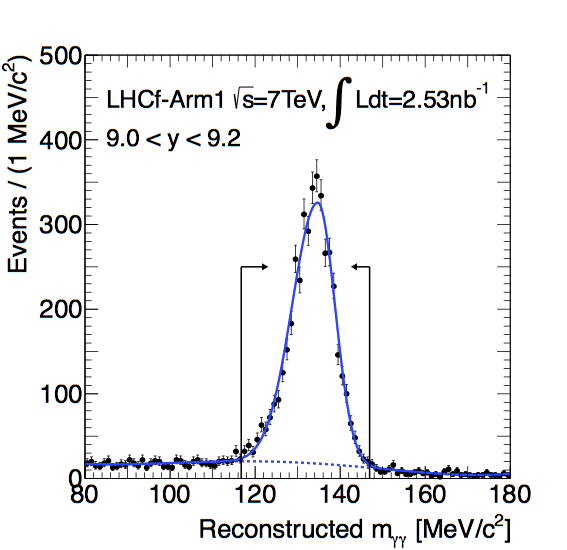 500
400
300
200
100
0
Events / (1 MeV/c²)
LHCf-Arm1 √s=7TeV, ∫ Ldt=2.53nb⁻¹
9.0 < y < 9.2
80 100 120 140 160 180
Reconstructed mγγ [MeV/c²]